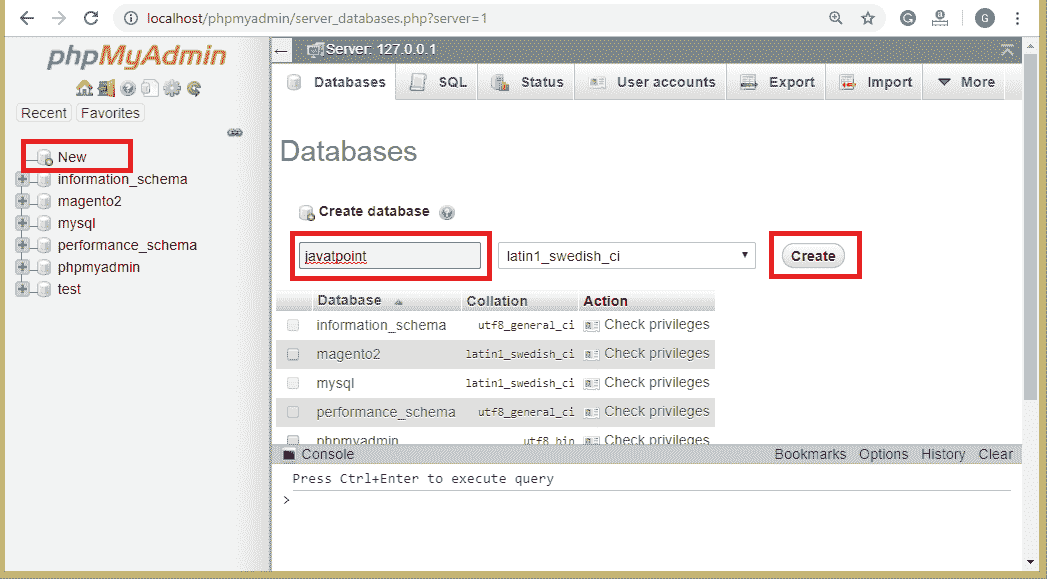 localhost/phpmyadmin/server_databases.php?server=1
G
phpMyAdmin
Recent Favorites
New
information_schema
magento2
mysql
performance_schema
phpmyadmin
test
Server: 127.0.0.1
Databases SQL Status User accounts Export Import More
Databases
Create database
javatpoint latin1_swedish_ci Create
Database Collation Action
information_schema utf8_general_ci Check privileges
magento2 latin1_swedish_ci Check privileges
mysql latin1_swedish_ci Check privileges
performance_schema utf8_general_ci Check privileges
phpmyadmin utf8_bin Check privileges
Console Bookmarks Options History Clear
Press Ctrl+Enter to execute query
>